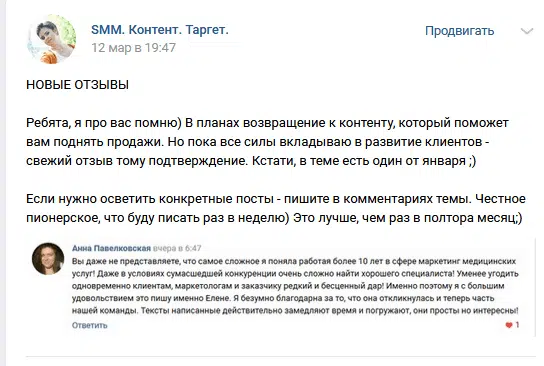 SMM. Контент. Таргет.
Продвигать
12 мар в 19:47
НОВЫЕ ОТЗЫВЫ
Ребята, я про вас помню) В планах возвращение к контенту, который поможет
вам поднять продажи. Но пока все силы вкладываю в развитие клиентов -
свежий отзыв тому подтверждение. Кстати, в теме есть один от января ;)
Если нужно осветить конкретные посты - пишите в комментариях темы. Честное
пионерское, что буду писать раз в неделю) Это лучше, чем раз в полтора месяц;)
Анна Павелковская вчера в 6:47
Вы даже не представляете, что самое сложное я поняла работая более 10 лет в сфере маркетинг медицинских
услуг! Даже в условиях сумасшедшей конкуренции очень сложно найти хорошего специалиста! Уменее угодить
одновременно клиентам, маркетологам и заказчику редкий и бесценный дар! Именно поэтому я с большим
удовольствием это пишу именно Елене. Я безумно благодарна за то, что она откликнулась и теперь часть
нашей команды. Тексты написанные действительно замедляют время и погружают, они просты но интересны!
Ответить
1